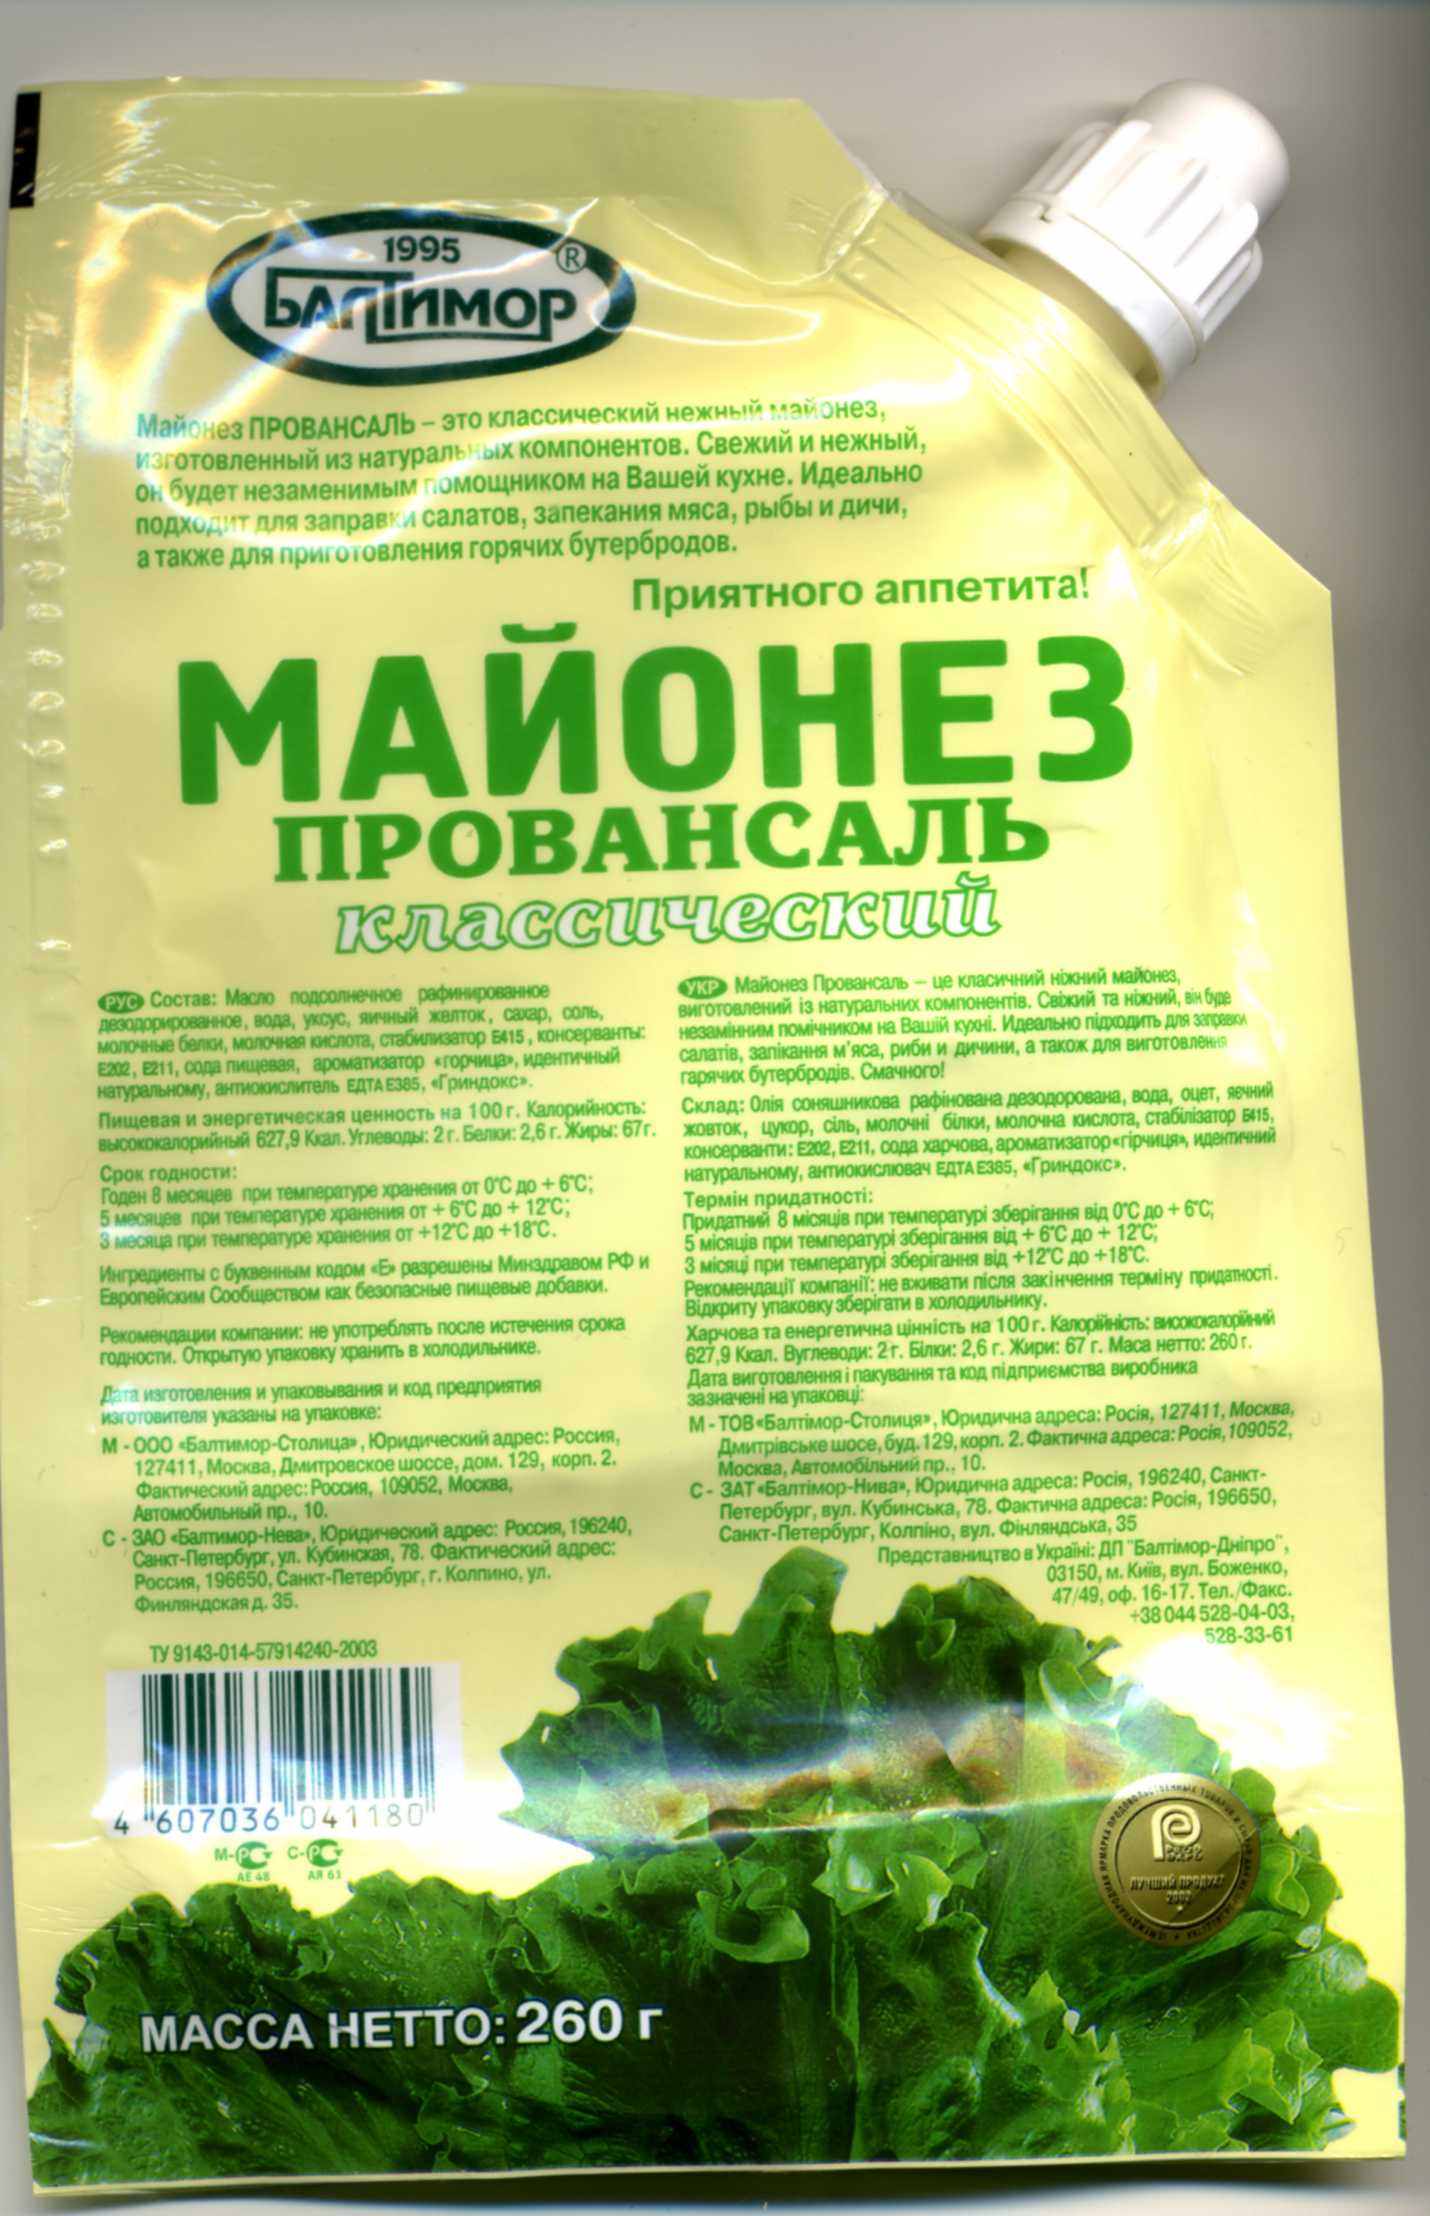 1995
БАЛТИМОР
®
Майонез ПРОВАНСАЛЬ – это классический нежный майонез,
изготовленный из натуральных компонентов. Свежий и нежный,
он будет незаменимым помощником на Вашей кухне. Идеально
подходит для заправки салатов, запекания мяса, рыбы и дичи,
а также для приготовления горячих бутербродов.
Приятного аппетита!
МАЙОНЕЗ
ПРОВАНСАЛЬ
классический
РУС Состав: Масло подсолнечное рафинированное
дезодорированное, вода, уксус, яичный желток, сахар, соль,
молочные белки, молочная кислота, стабилизатор Е415, консерванты:
Е202, Е211, сода пищевая, ароматизатор «горчица», идентичный
натуральному, антиокислитель ЕДТА Е385, «Гриндокс».
Пищевая и энергетическая ценность на 100 г. Калорийность:
высококалорийный 627,9 Ккал. Углеводы: 2 г. Белки: 2,6 г. Жиры: 67г.
Срок годности:
Годен 8 месяцев при температуре хранения от 0°С до + 6°С;
5 месяцев при температуре хранения от + 6°С до + 12°С;
3 месяца при температуре хранения от +12°С до +18°С.
Ингредиенты с буквенным кодом «Е» разрешены Минздравом РФ и
Европейским Сообществом как безопасные пищевые добавки.
Рекомендации компании: не употреблять после истечения срока
годности. Открытую упаковку хранить в холодильнике.
Дата изготовления и упаковывания и код предприятия
изготовителя указаны на упаковке:
М - ООО «Балтимор-Столица», Юридический адрес: Россия,
127411, Москва, Дмитровское шоссе, дом. 129, корп. 2.
Фактический адрес: Россия, 109052, Москва,
Автомобильный пр., 10.
С - ЗАО «Балтимор-Нева», Юридический адрес: Россия, 196240,
Санкт-Петербург, ул. Кубинская, 78. Фактический адрес:
Россия, 196650, Санкт-Петербург, г. Колпино, ул.
Финляндская д. 35.
ТУ 9143-014-57914240-2003
4 607036 041180
М-РС С-РС
АЕ 48 АЯ 61
УКР Майонез Провансаль – це класичний ніжний майонез,
виготовлений із натуральних компонентів. Свіжий та ніжний, він буде
незамінним помічником на Вашій кухні. Идеально підходить для заправки
салатів, запікання м'яса, риби и дичини, а також для виготовлення
гарячих бутербродів. Смачного!
Склад: Олія соняшникова рафінована дезодорована, вода, оцет, яєчний
жовток, цукор, сіль, молочні білки, молочна кислота, стабілізатор Е415,
консерванти: Е202, Е211, сода харчова, ароматизатор «гірчиця», идентичний
натуральному, антиокислювач ЕДТА Е385, «Гриндокс».
Термін придатності:
Придатний 8 місяців при температурі зберігання від 0°С до + 6°С;
5 місяців при температурі зберігання від + 6°С до + 12°С;
3 місяці при температурі зберігання від +12°С до +18°С.
Рекомендації компанії: не вживати після закінчення терміну придатності.
Відкриту упаковку зберігати в холодильнику.
Харчова та енергетична цінність на 100 г. Калорійність: висококалорійний
627,9 Ккал. Вуглеводи: 2 г. Білки: 2,6 г. Жири: 67 г. Маса нетто: 260 г.
Дата виготовлення і пакування та код підприємства виробника
зазначені на упаковці:
М - ТОВ «Балтімор-Столиця», Юридична адреса: Росія, 127411, Москва,
Дмитрівське шосе, буд. 129, корп. 2. Фактична адреса: Росія, 109052,
Москва, Автомобільний пр., 10.
С - ЗАТ «Балтімор-Нива», Юридична адреса: Росія, 196240, Санкт-
Петербург, вул. Кубинська, 78. Фактична адреса: Росія, 196650,
Санкт-Петербург, Колпіно, вул. Фінляндська, 35
Представництво в Україні: ДП "Балтімор-Дніпро",
03150, м. Київ, вул. Боженко,
47/49, оф. 16-17. Тел./Факс.
+38 044 528-04-03,
528-33-61
ЛУЧШИЙ ПРОДУКТ
МАССА НЕТТО: 260 г